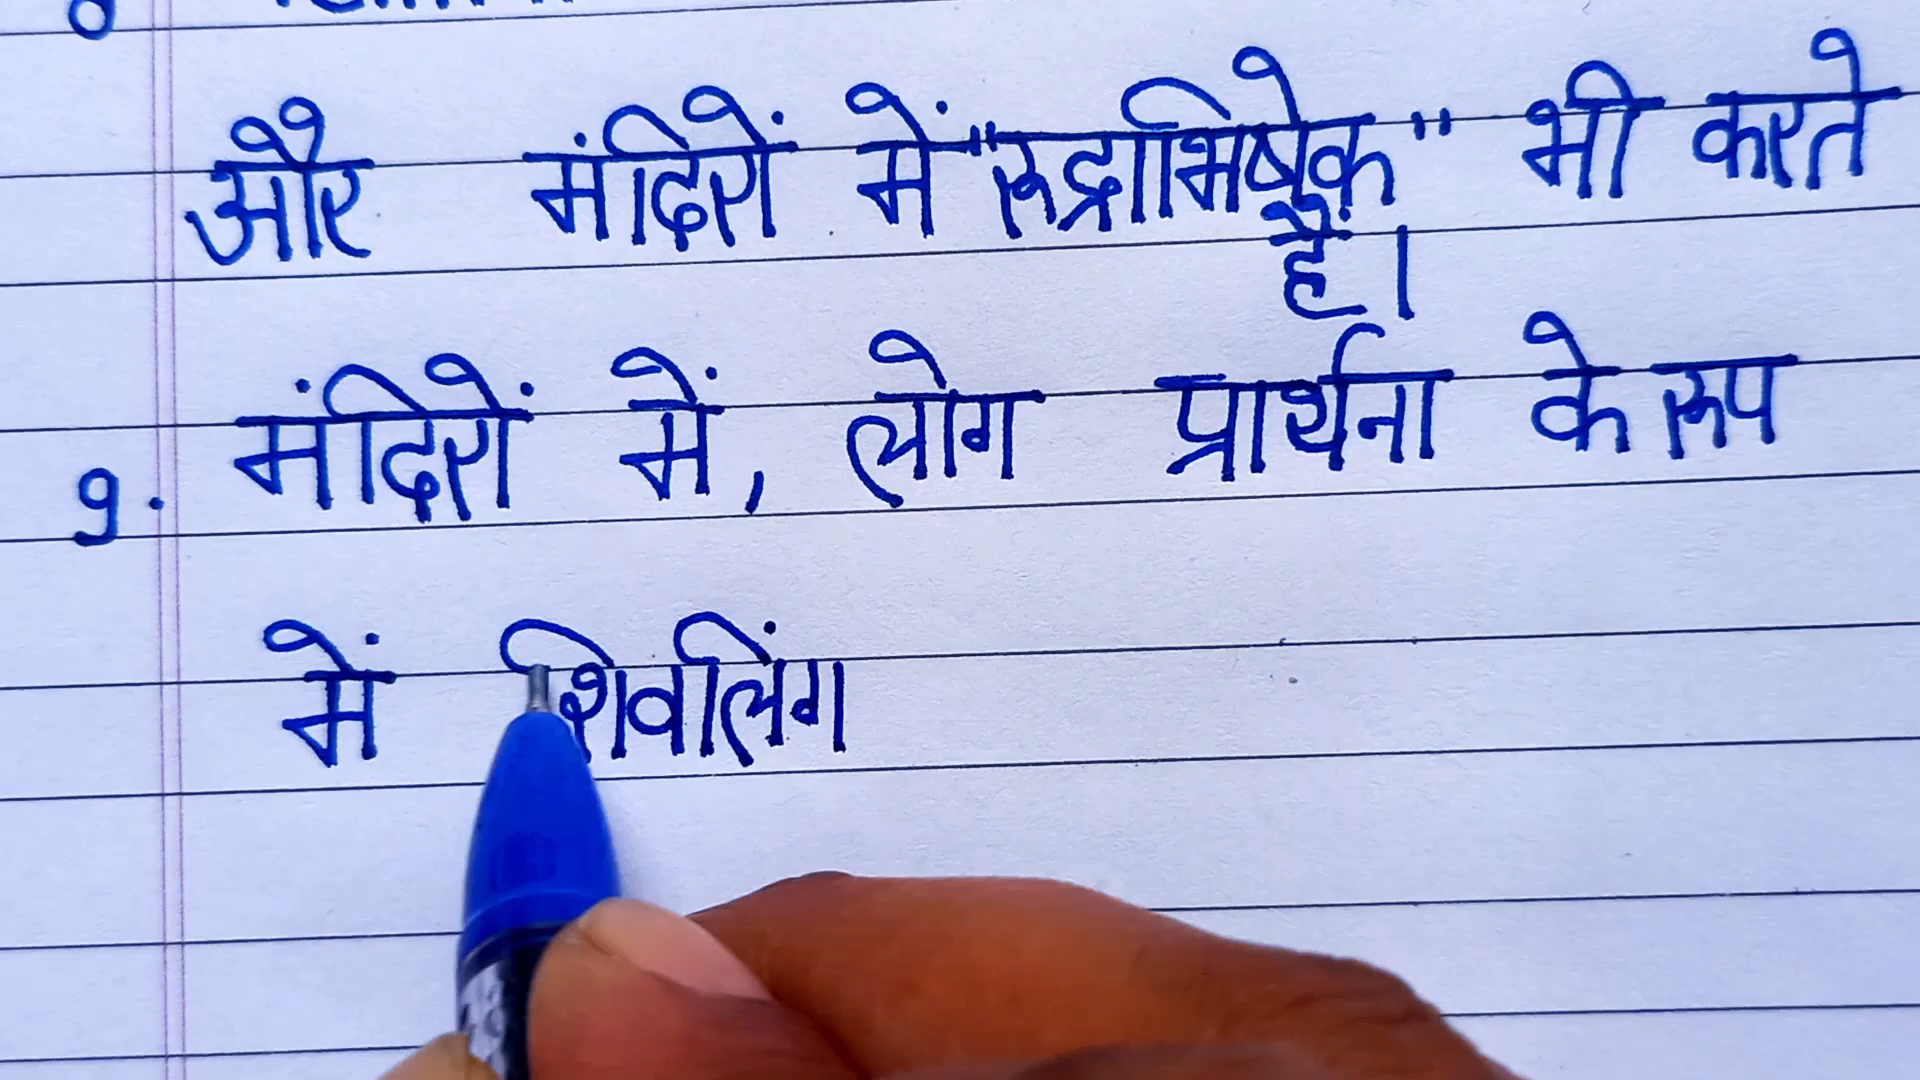 और मंदिरों में "रूद्राभिषेक" भी करते
हैं।
9. मंदिरों में, लोग प्रार्थना के रूप
में शिवलिंग